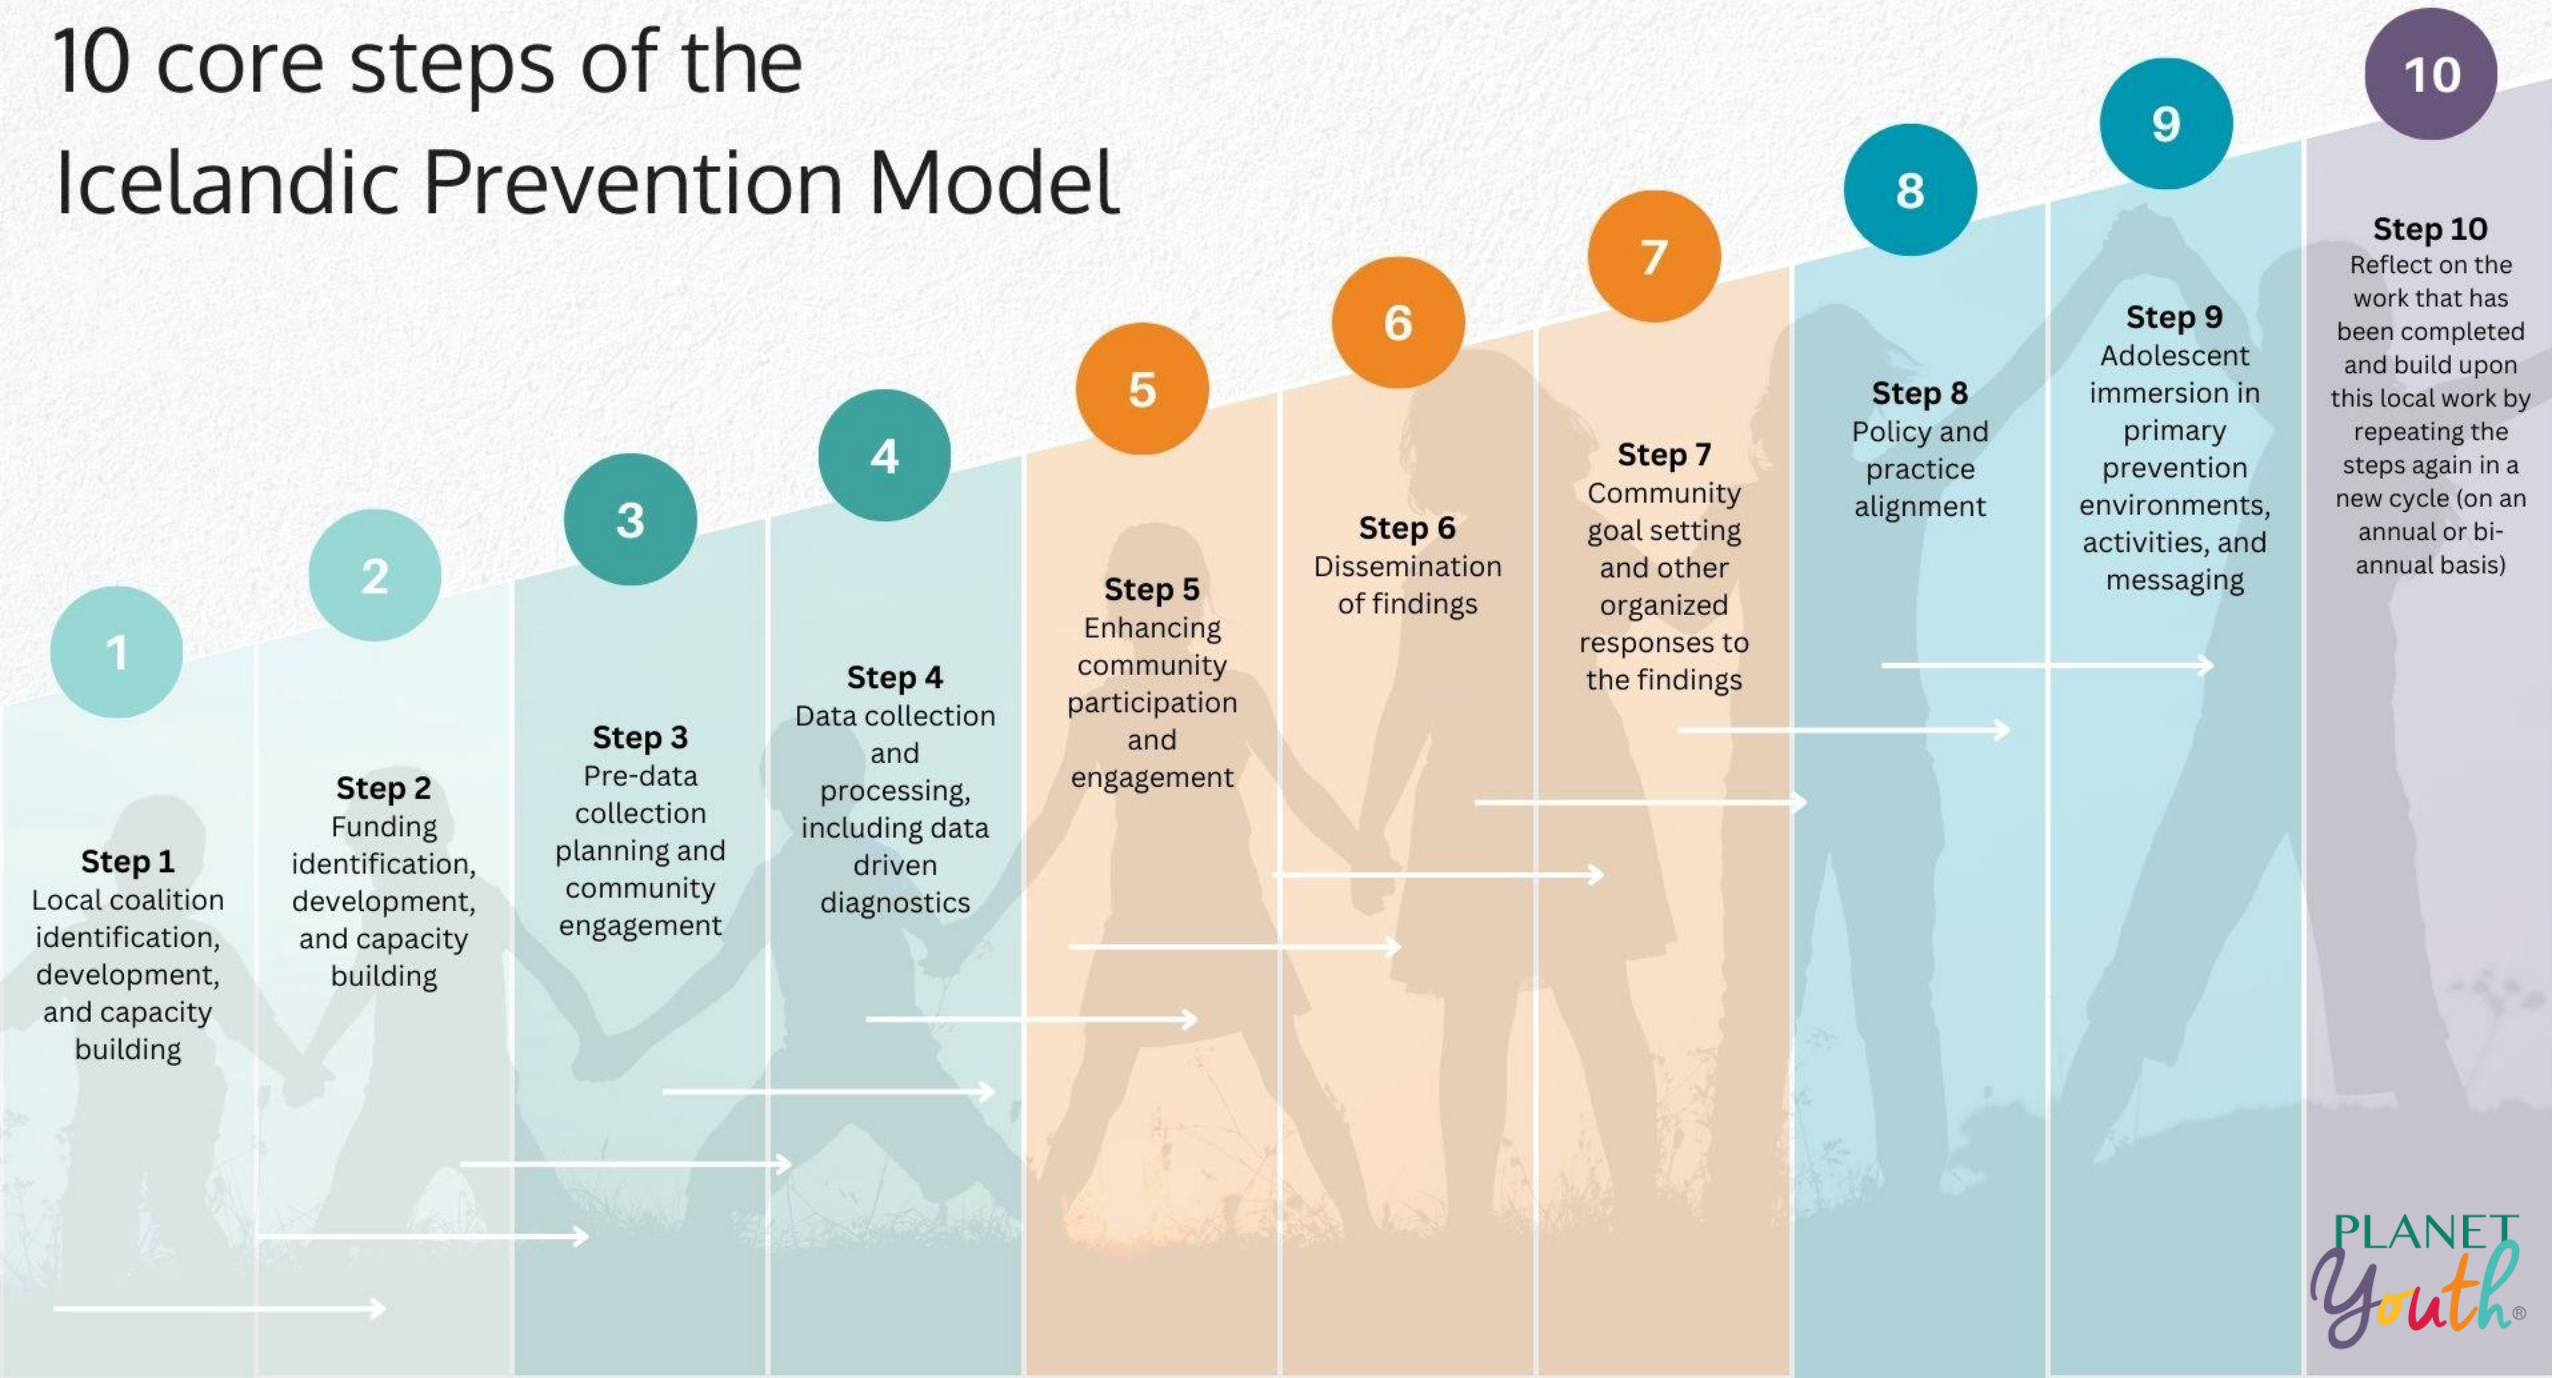 10 core steps of the
Icelandic Prevention Model
1
Step 1
Local coalition
identification,
development,
and capacity
building
2
Step 2
Funding
identification,
development,
and capacity
building
3
Step 3
Pre-data
collection
planning and
community
engagement
4
Step 4
Data collection
and
processing,
including data
driven
diagnostics
5
Step 5
Enhancing
community
participation
and
engagement
6
Step 6
Dissemination
of findings
7
Step 7
Community
goal setting
and other
organized
responses to
the findings
8
Step 8
Policy and
practice
alignment
9
Step 9
Adolescent
immersion in
primary
prevention
environments,
activities, and
messaging
10
Step 10
Reflect on the
work that has
been completed
and build upon
this local work by
repeating the
steps again in a
new cycle (on an
annual or bi-
annual basis)
PLANET
Youth®